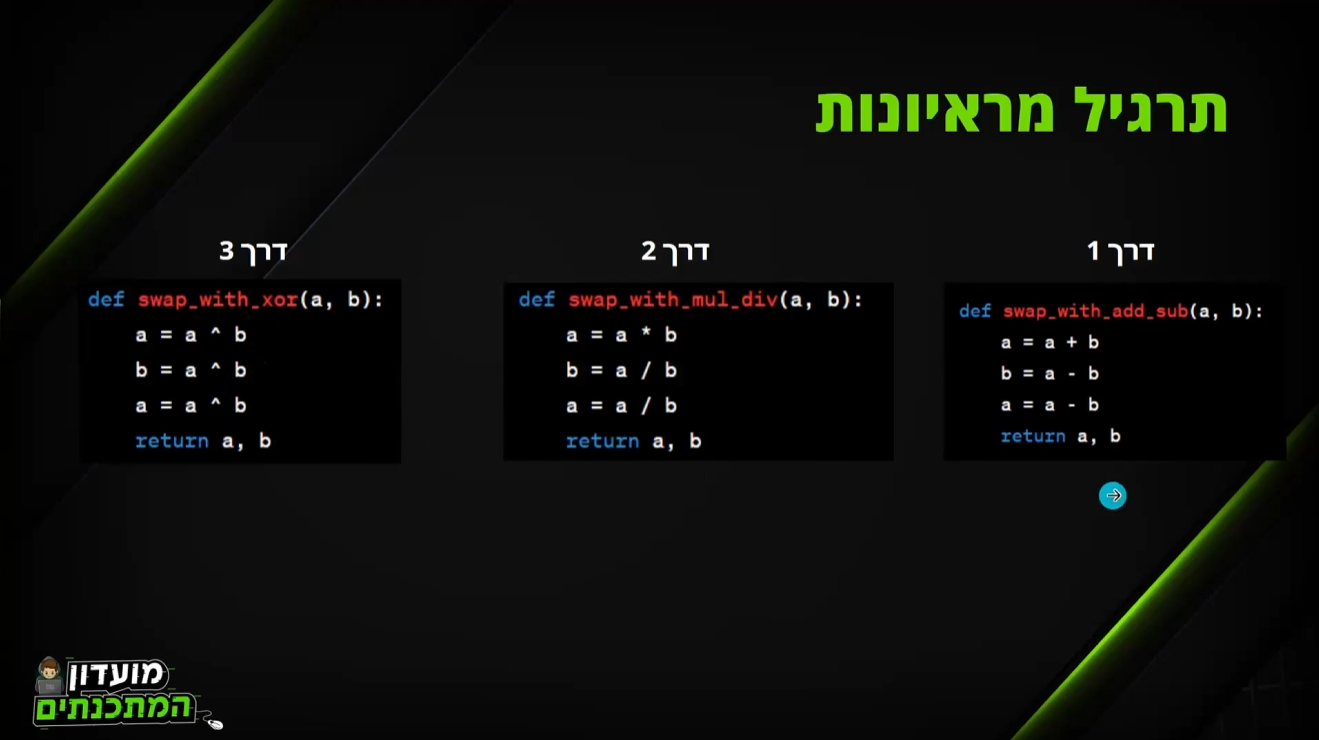 תרגיל מראיונות
דרך 1
def swap_with_add_sub(a, b):
a = a + b
b = a - b
a = a - b
return a, b
דרך 2
def swap_with_mul_div(a, b):
a = a * b
b = a / b
a = a / b
return a, b
דרך 3
def swap_with_xor(a, b):
a = a ^ b
b = a ^ b
a = a ^ b
return a, b
מועדון
המתכנתים